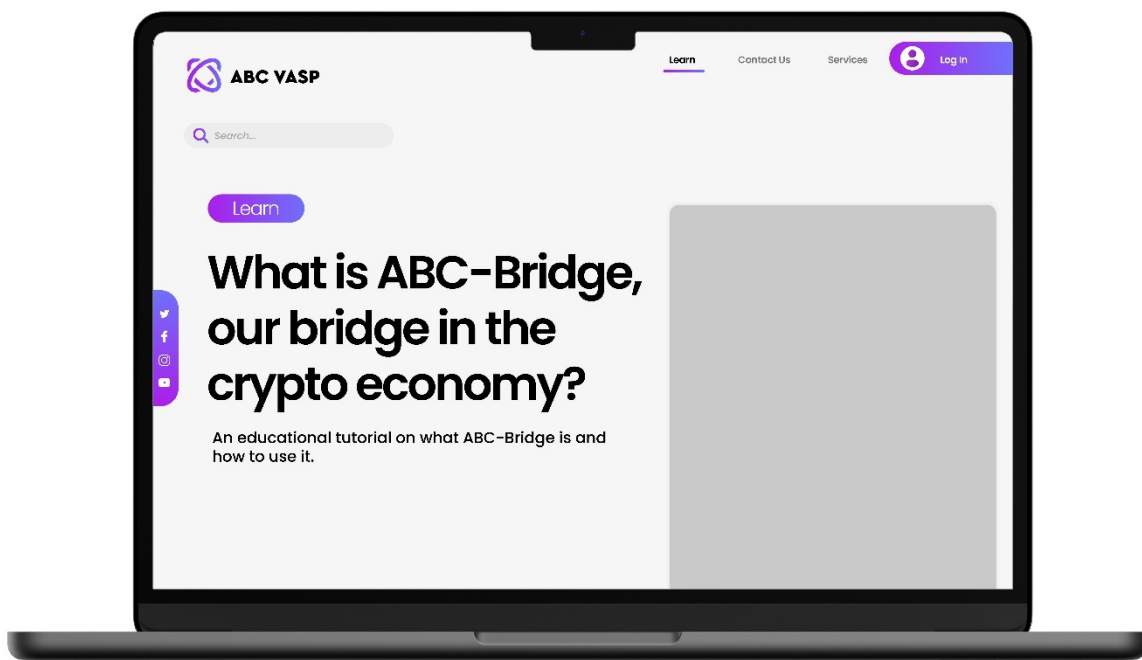 ABC VASP
Learn
Contact Us
Services
Log In
Search...
Learn
What is ABC-Bridge,
our bridge in the
crypto economy?
An educational tutorial on what ABC-Bridge is and
how to use it.